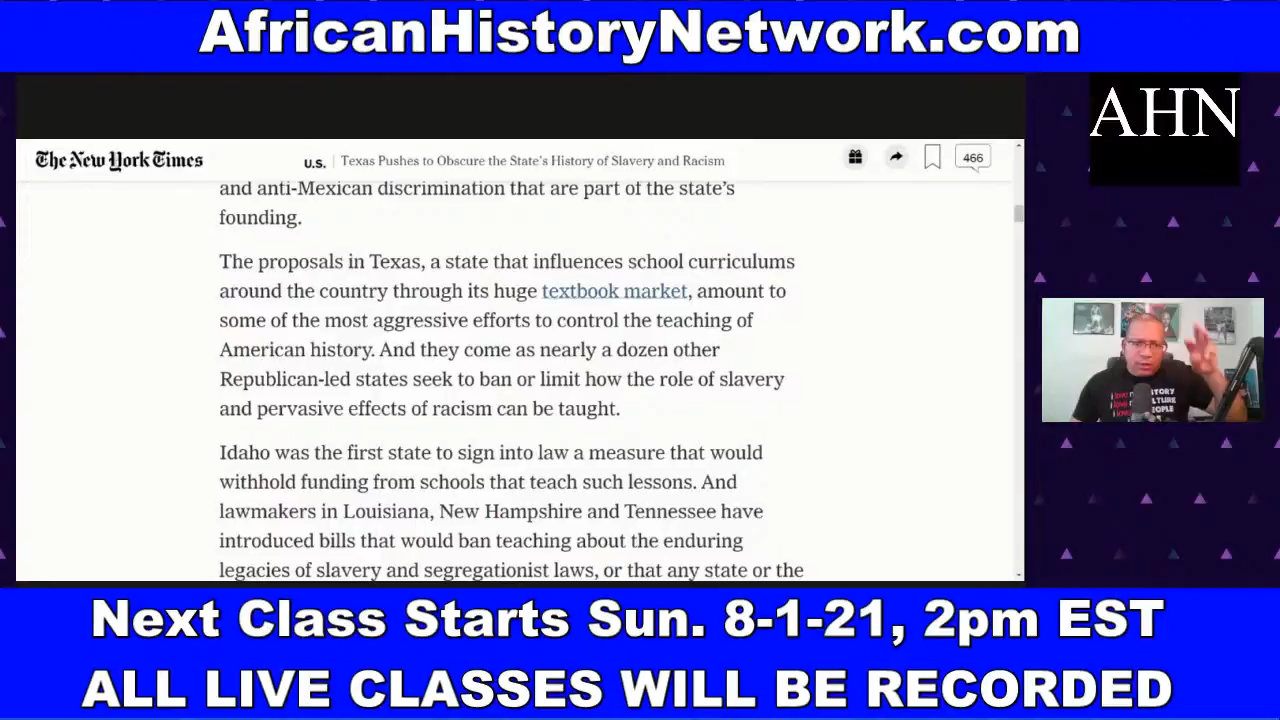 AfricanHistoryNetwork.com
AHN
The New York Times
U.S. | Texas Pushes to Obscure the State's History of Slavery and Racism
466
and anti-Mexican discrimination that are part of the state's
founding.
The proposals in Texas, a state that influences school curriculums
around the country through its huge textbook market, amount to
some of the most aggressive efforts to control the teaching of
American history. And they come as nearly a dozen other
Republican-led states seek to ban or limit how the role of slavery
and pervasive effects of racism can be taught.
Idaho was the first state to sign into law a measure that would
withhold funding from schools that teach such lessons. And
lawmakers in Louisiana, New Hampshire and Tennessee have
introduced bills that would ban teaching about the enduring
legacies of slavery and segregationist laws, or that any state or the
Next Class Starts Sun. 8-1-21, 2pm EST
ALL LIVE CLASSES WILL BE RECORDED